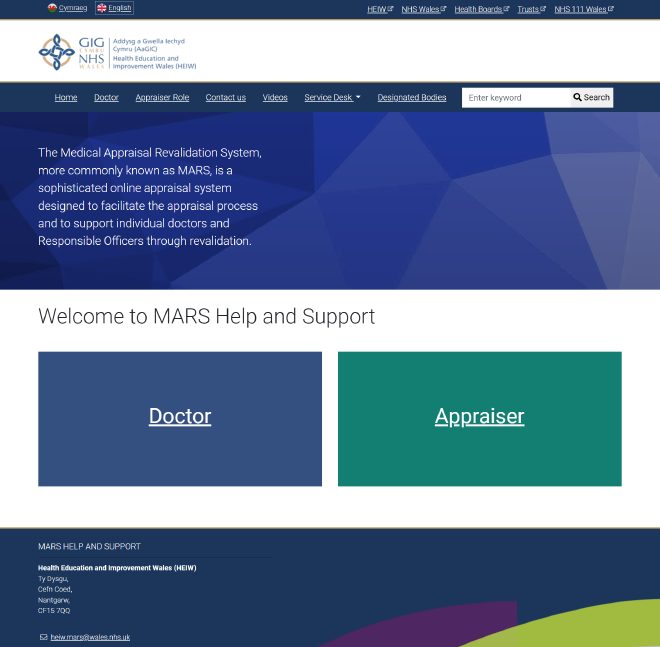 Cymraeg English HEIW NHS Wales Health Boards Trusts NHS 111 Wales
GIG
CYMRU
NHS
WALES
Addysg a Gwella Iechyd
Cymru (AaGIC)
Health Education and
Improvement Wales (HEIW)
Home Doctor Appraiser Role Contact us Videos Service Desk Designated Bodies Enter keyword Search
The Medical Appraisal Revalidation System,
more commonly known as MARS, is a
sophisticated online appraisal system
designed to facilitate the appraisal process
and to support individual doctors and
Responsible Officers through revalidation.
Welcome to MARS Help and Support
Doctor Appraiser
MARS HELP AND SUPPORT
Health Education and Improvement Wales (HEIW)
Ty Dysgu,
Cefn Coed,
Nantgarw,
CF15 7QQ
heiw.mars@wales.nhs.uk